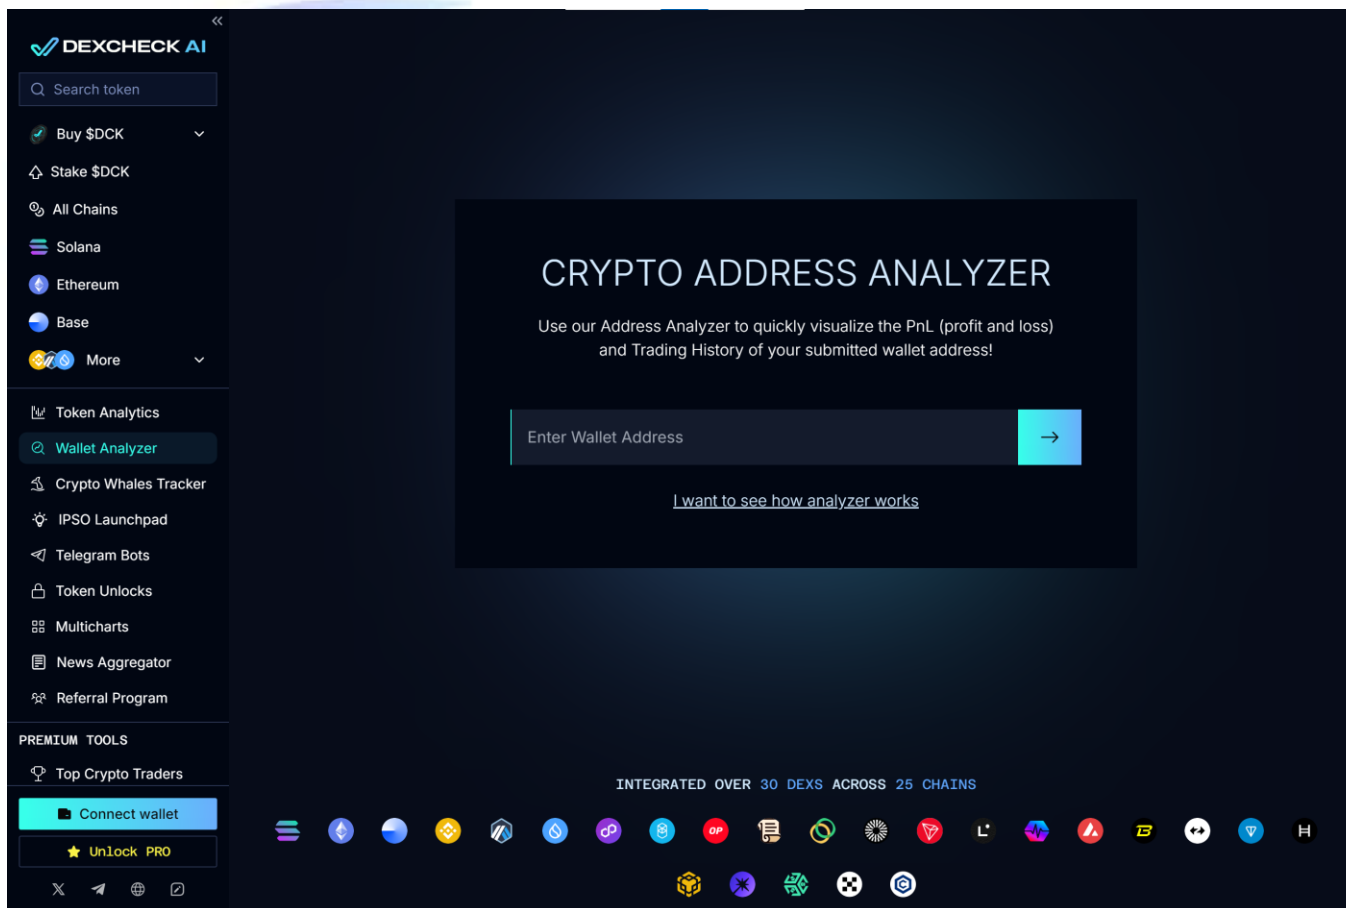 DEXCHECK AI
Search token
Buy $DCK
Stake $DCK
All Chains
Solana
Ethereum
Base
More
Token Analytics
Wallet Analyzer
Crypto Whales Tracker
IPSO Launchpad
Telegram Bots
Token Unlocks
Multicharts
News Aggregator
Referral Program
PREMIUM TOOLS
Top Crypto Traders
Connect wallet
Unlock PRO
CRYPTO ADDRESS ANALYZER
Use our Address Analyzer to quickly visualize the PnL (profit and loss)
and Trading History of your submitted wallet address!
Enter Wallet Address
I want to see how analyzer works
INTEGRATED OVER 30 DEXS ACROSS 25 CHAINS
OP